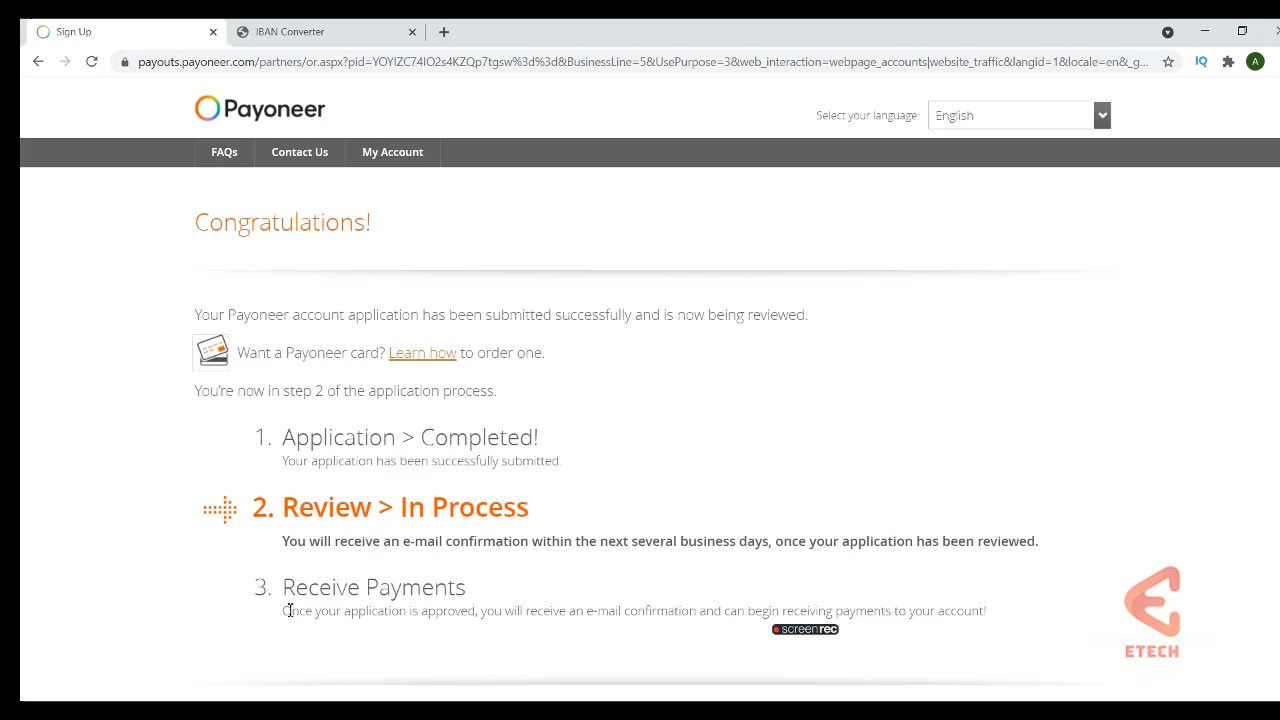 Sign Up
IBAN Converter
payouts.payoneer.com/partners/or.aspx?pid=YOYIZC74IO2s4KZQp7tgsw%3d%3d&BusinessLine=5&UsePurpose=3&web_interaction=webpage_accounts|website_traffic&langid=1&locale=en&_g...
IQ
A
Payoneer
Select your language:
English
FAQs
Contact Us
My Account
Congratulations!
Your Payoneer account application has been submitted successfully and is now being reviewed.
Want a Payoneer card? Learn how to order one.
You're now in step 2 of the application process.
1. Application > Completed!
Your application has been successfully submitted.
2. Review > In Process
You will receive an e-mail confirmation within the next several business days, once your application has been reviewed.
3. Receive Payments
Once your application is approved, you will receive an e-mail confirmation and can begin receiving payments to your account!
screenrec
ETECH